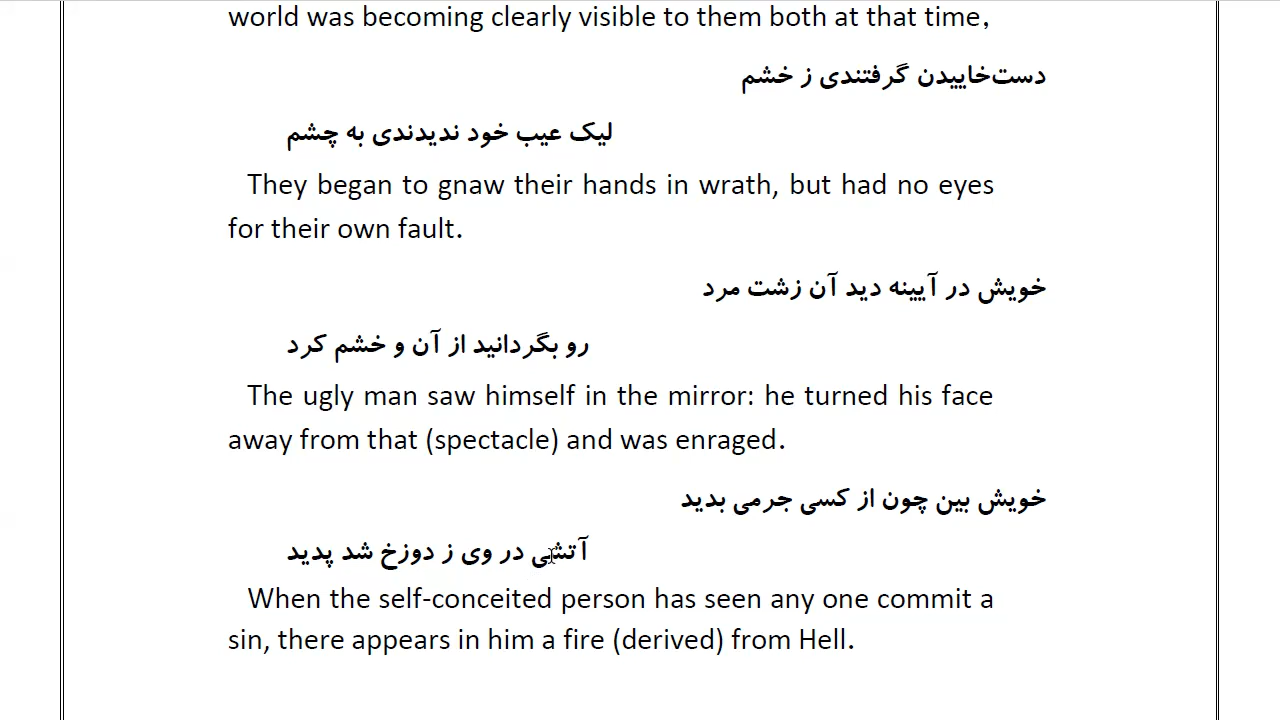 world was becoming clearly visible to them both at that time,
دست‌خاییدن گرفتندی ز خشم
لیک عیب خود ندیدندی به چشم
They began to gnaw their hands in wrath, but had no eyes
for their own fault.
خویش در آیینه دید آن زشت مرد
رو بگردانید از آن و خشم کرد
The ugly man saw himself in the mirror: he turned his face
away from that (spectacle) and was enraged.
خویش بین چون از کسی جرمی بدید
آتشی در وی ز دوزخ شد پدید
When the self-conceited person has seen any one commit a
sin, there appears in him a fire (derived) from Hell.